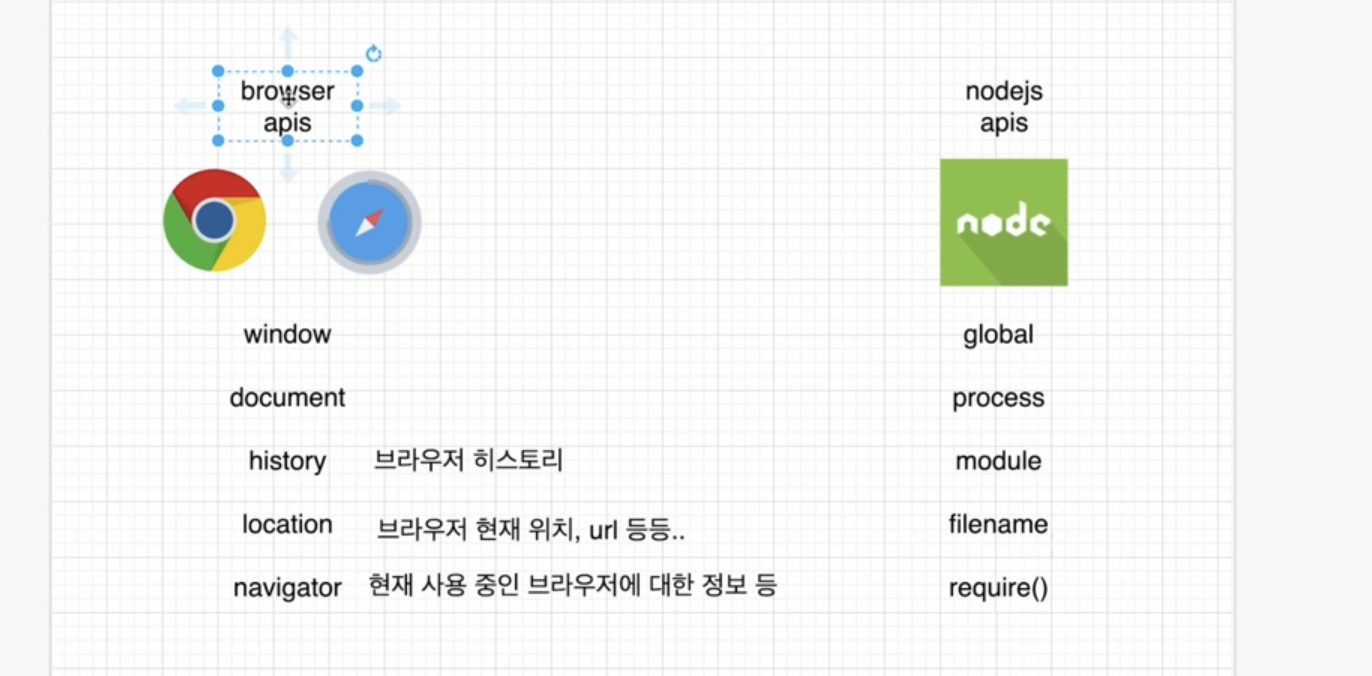 browser
apis
nodejs
apis
node
window
global
document
process
history 브라우저 히스토리
module
location 브라우저 현재 위치, url 등등..
filename
navigator 현재 사용 중인 브라우저에 대한 정보 등
require()